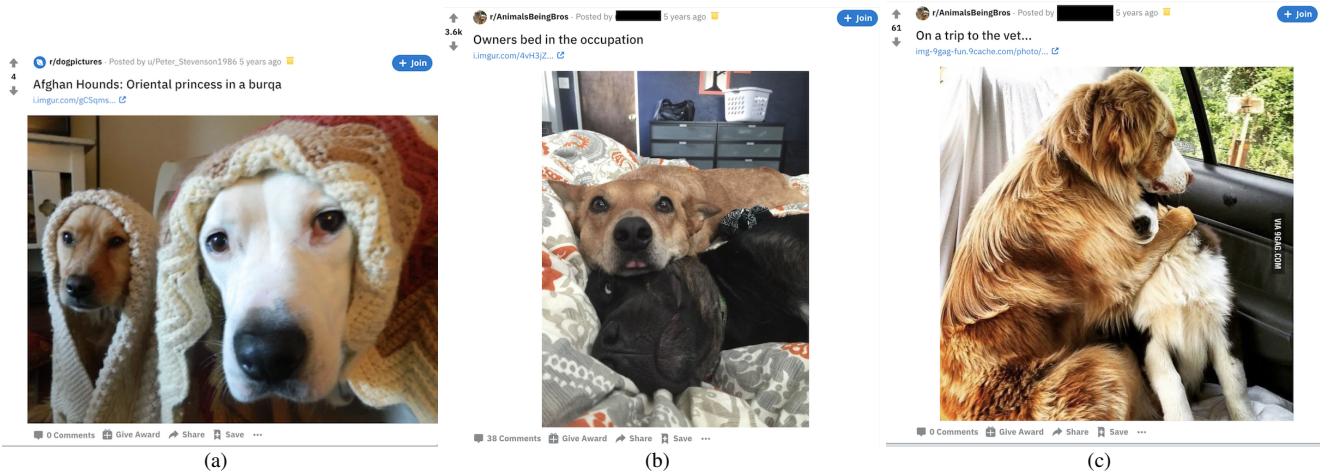 r/dogpictures · Posted by u/Peter_Stevenson1986 5 years ago
+ Join
4
Afghan Hounds: Oriental princess in a burqa
i.imgur.com/gCSqms...
0 Comments Give Award Share Save ...
(a)
r/AnimalsBeingBros · Posted by 5 years ago
+ Join
3.6k
Owners bed in the occupation
i.imgur.com/4vH3jZ...
38 Comments Give Award Share Save ...
(b)
r/AnimalsBeingBros · Posted by 5 years ago
+ Join
61
On a trip to the vet...
img-9gag-fun.9cache.com/photo/...
VIA 9GAG.COM
0 Comments Give Award Share Save ...
(c)